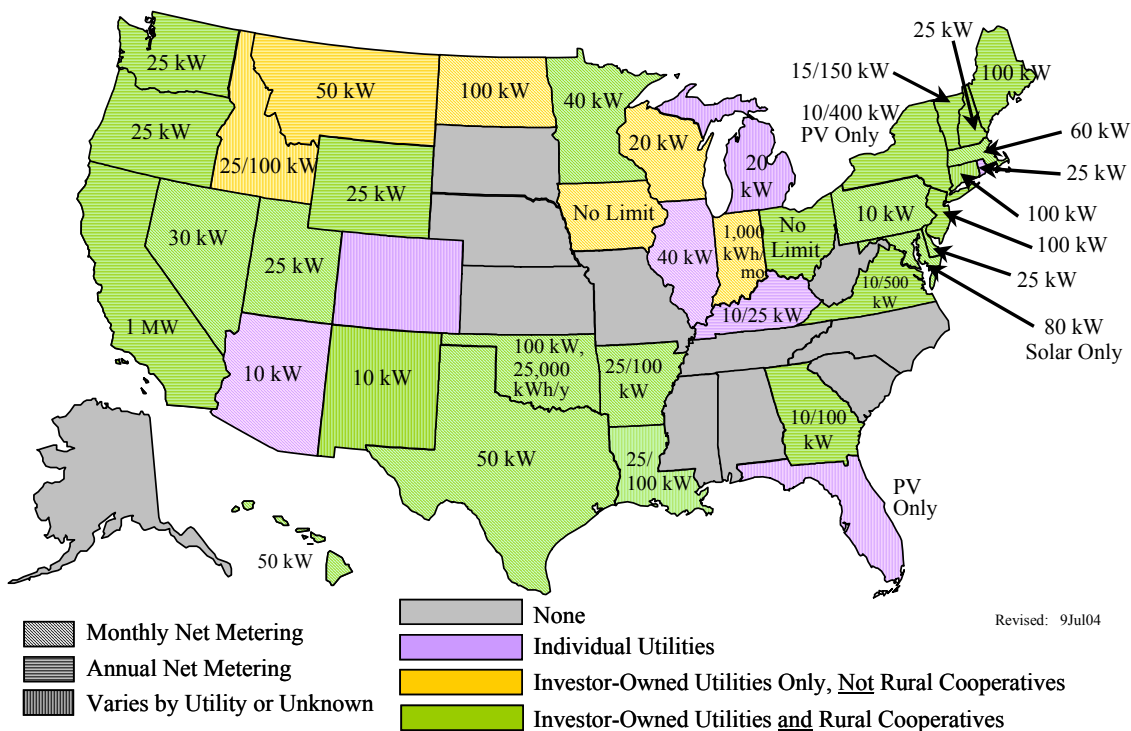 25 kW
15/150 kW
100 kW
25 kW
50 kW
100 kW
40 kW
10/400 kW
PV Only
60 kW
25 kW
20 kW
25/100 kW
20
kW
25 kW
25 kW
No Limit
10 kW
100 kW
No
Limit
30 kW
1,000
kWh/
mo
100 kW
25 kW
40 kW
25 kW
10/500
kW
10/25 kW
1 MW
80 kW
Solar Only
100 kW,
25,000
kWh/y
25/100
kW
10 kW
10 kW
10/100
kW
50 kW
25/
100 kW
PV
Only
50 kW
None
Revised: 9Jul04
Monthly Net Metering
Individual Utilities
Annual Net Metering
Investor-Owned Utilities Only, Not Rural Cooperatives
Varies by Utility or Unknown
Investor-Owned Utilities and Rural Cooperatives